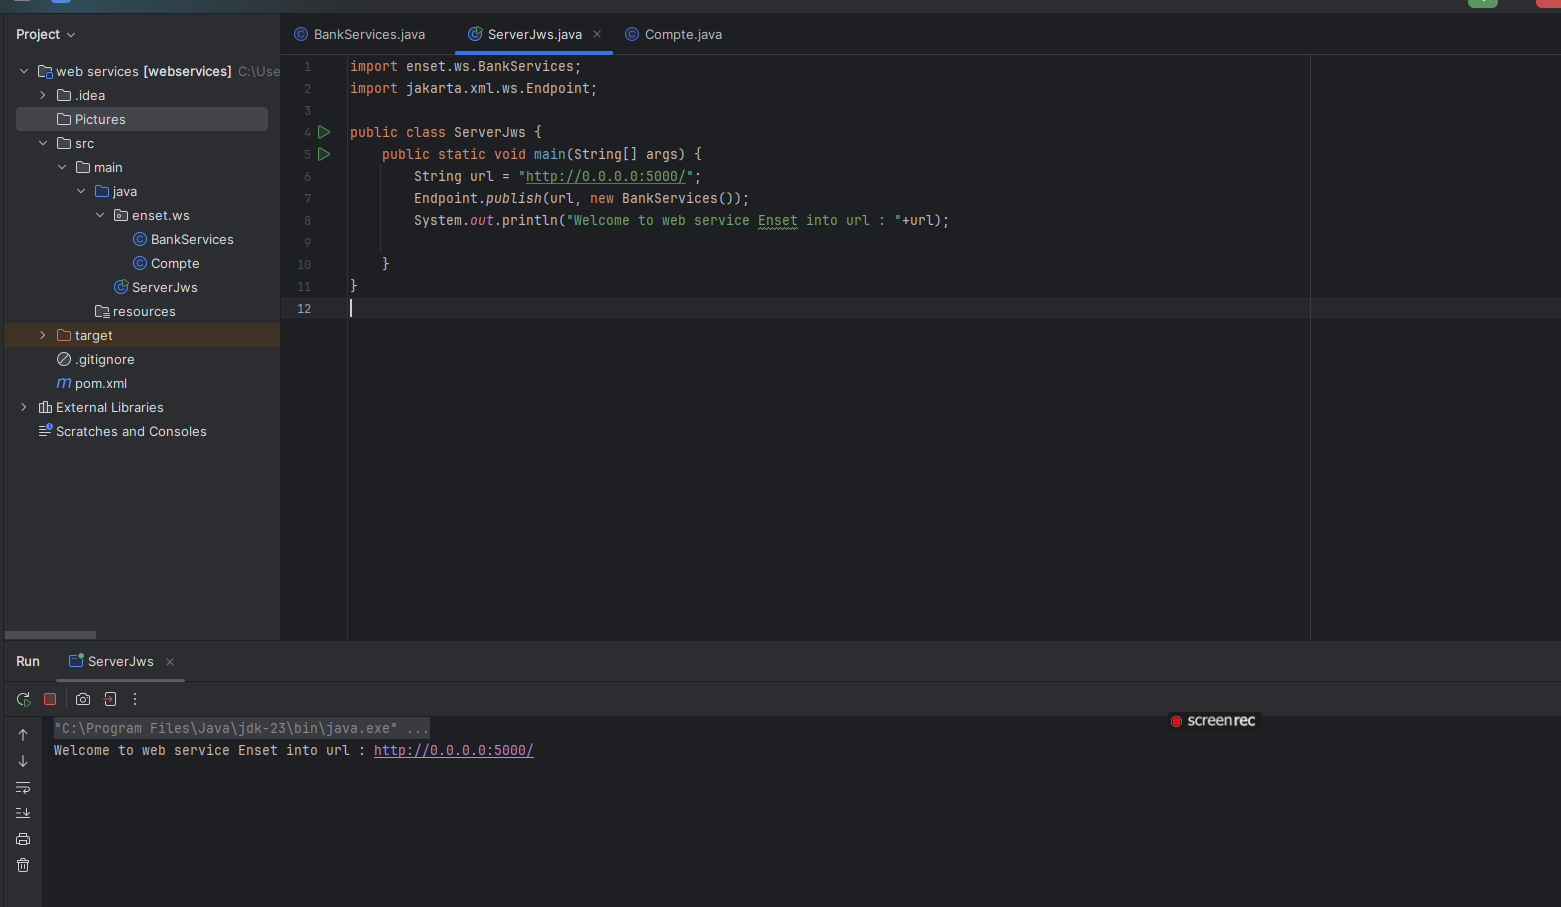 Project
BankServices.java
ServerJws.java
Compte.java
web services [webservices] C:\Use
.idea
Pictures
src
main
java
enset.ws
BankServices
Compte
ServerJws
resources
target
.gitignore
pom.xml
External Libraries
Scratches and Consoles
1 import enset.ws.BankServices;
2 import jakarta.xml.ws.Endpoint;
3
4 public class ServerJws {
5 public static void main(String[] args) {
6 String url = "http://0.0.0.0:5000/";
7 Endpoint.publish(url, new BankServices());
8 System.out.println("Welcome to web service Enset into url : "+url);
9
10 }
11 }
12
Run
ServerJws
"C:\Program Files\Java\jdk-23\bin\java.exe" ...
Welcome to web service Enset into url : http://0.0.0.0:5000/
screenrec